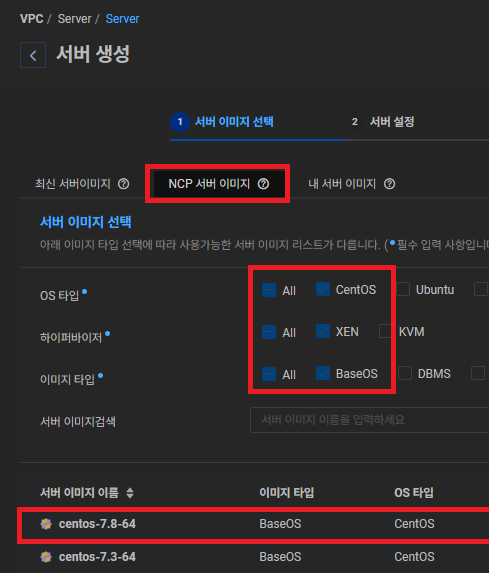 VPC / Server / Server
서버 생성
1 서버 이미지 선택 2 서버 설정
최신 서버이미지 ? NCP 서버 이미지 ? 내 서버 이미지 ?
서버 이미지 선택
아래 이미지 타입 선택에 따라 사용가능한 서버 이미지 리스트가 다릅니다. (•필수 입력 사항입니다
OS 타입• All CentOS Ubuntu
하이퍼바이저• All XEN KVM
이미지 타입• All BaseOS DBMS
서버 이미지검색 서버 이미지 이름을 입력하세요
서버 이미지 이름 이미지 타입 OS 타입
centos-7.8-64 BaseOS CentOS
centos-7.3-64 BaseOS CentOS